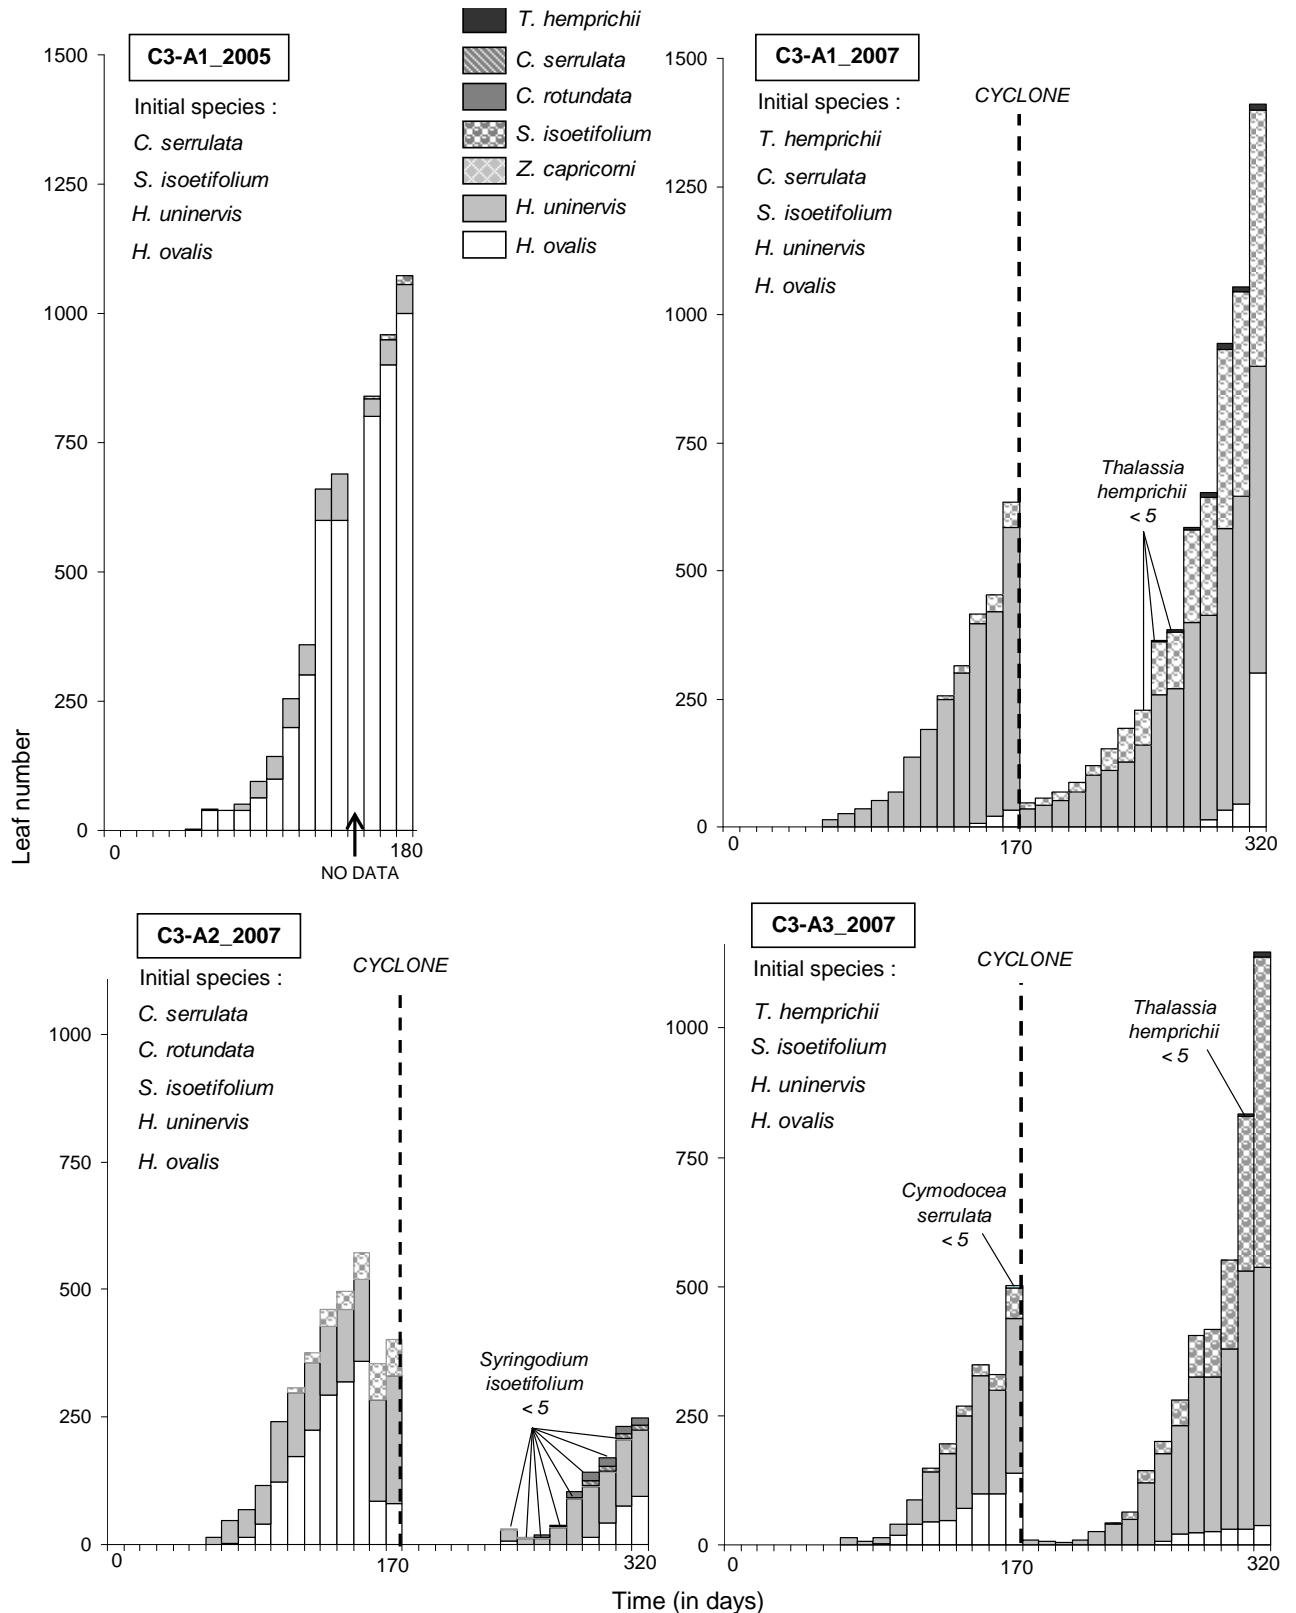 T. hemprichii
C. serrulata
C. rotundata
S. isoetifolium
Z. capricorni
H. uninervis
H. ovalis
C3-A1_2005
Initial species :
C. serrulata
S. isoetifolium
H. uninervis
H. ovalis
1500
1250
1000
750
500
250
0
0
180
NO DATA
C3-A1_2007
Initial species :
T. hemprichii
C. serrulata
S. isoetifolium
H. uninervis
H. ovalis
CYCLONE
Thalassia
hemprichii
< 5
1500
1250
1000
750
500
250
0
0
170
320
Leaf number
C3-A2_2007
Initial species :
C. serrulata
C. rotundata
S. isoetifolium
H. uninervis
H. ovalis
CYCLONE
Syringodium
isoetifolium
< 5
1000
750
500
250
0
0
170
320
C3-A3_2007
Initial species :
T. hemprichii
S. isoetifolium
H. uninervis
H. ovalis
CYCLONE
Cymodocea
serrulata
< 5
Thalassia
hemprichii
< 5
1000
750
500
250
0
0
170
320
Time (in days)